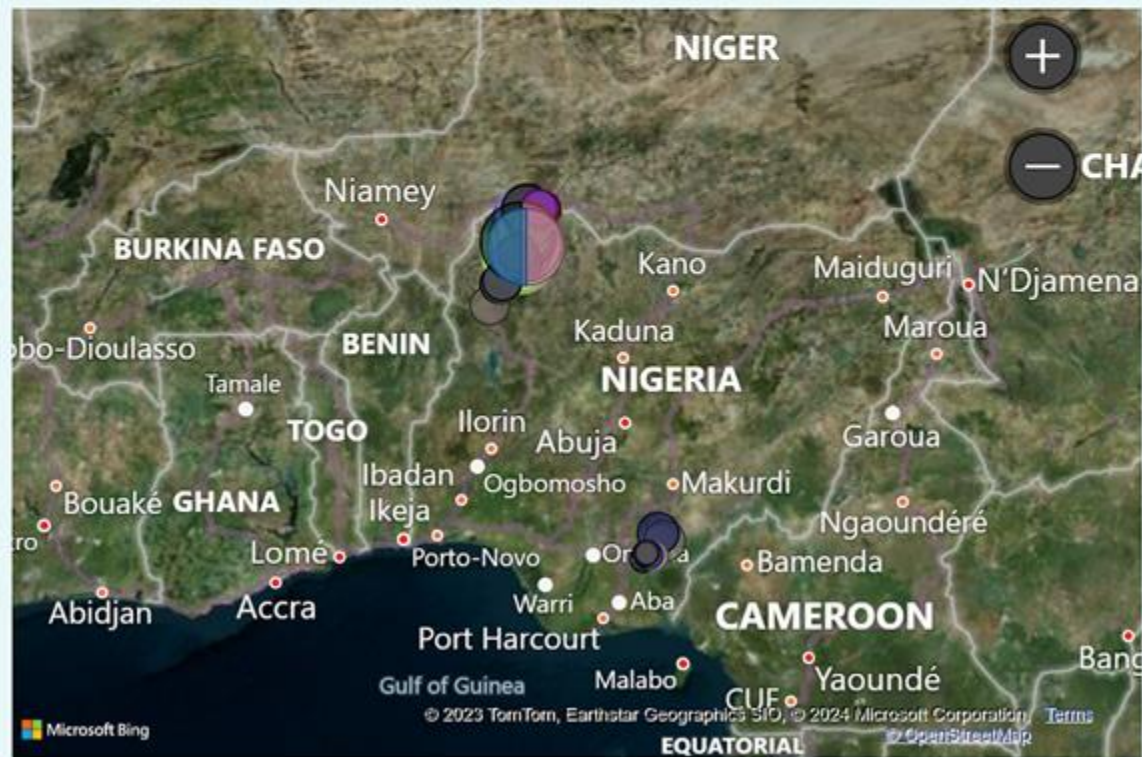 NIGER
+
−
CHA
Niamey
BURKINA FASO
Kano
Maiduguri
N'Djamena
obo-Dioulasso
BENIN
Kaduna
Maroua
Tamale
NIGERIA
TOGO
Ilorin
Abuja
Garoua
Ibadan
Ogbomosho
Makurdi
Bouaké
GHANA
Ikeja
Ngaoundéré
ro
Lomé
Porto-Novo
Bamenda
Abidjan
Accra
Warri
Aba
CAMEROON
Port Harcourt
Bang
Gulf of Guinea
Malabo
Yaoundé
CUF
© 2023 TomTom, Earthstar Geographics SIO, © 2024 Microsoft Corporation, Terms
Microsoft Bing
© OpenStreetMap
EQUATORIAL